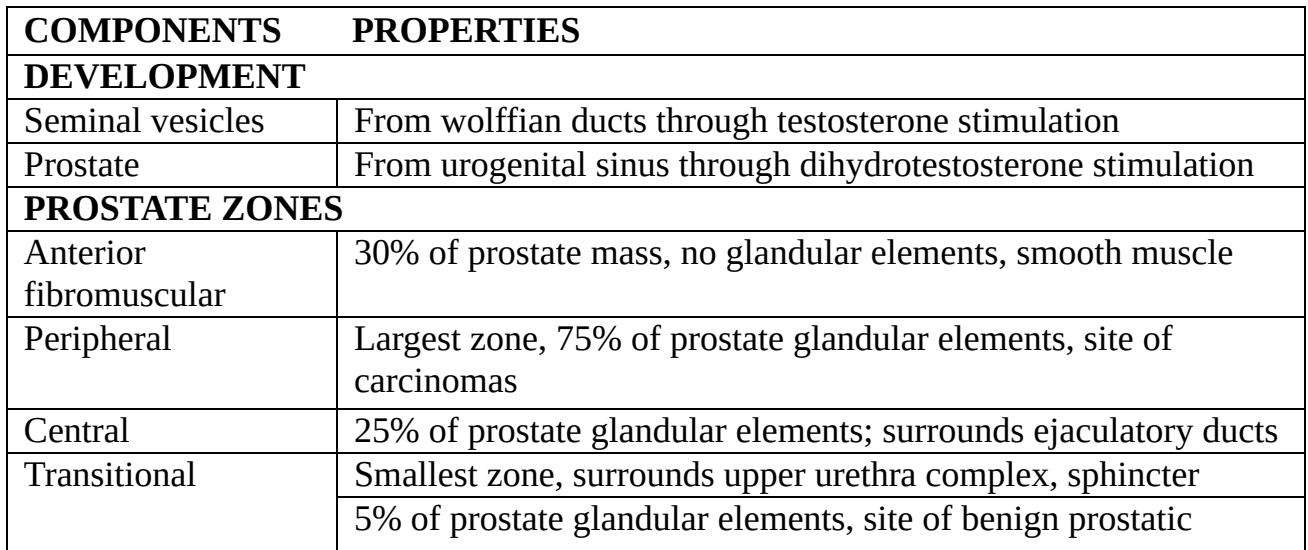 COMPONENTS PROPERTIES
DEVELOPMENT
Seminal vesicles From wolffian ducts through testosterone stimulation
Prostate From urogenital sinus through dihydrotestosterone stimulation
PROSTATE ZONES
Anterior 30% of prostate mass, no glandular elements, smooth muscle
fibromuscular
Peripheral Largest zone, 75% of prostate glandular elements, site of
carcinomas
Central 25% of prostate glandular elements; surrounds ejaculatory ducts
Transitional Smallest zone, surrounds upper urethra complex, sphincter
5% of prostate glandular elements, site of benign prostatic